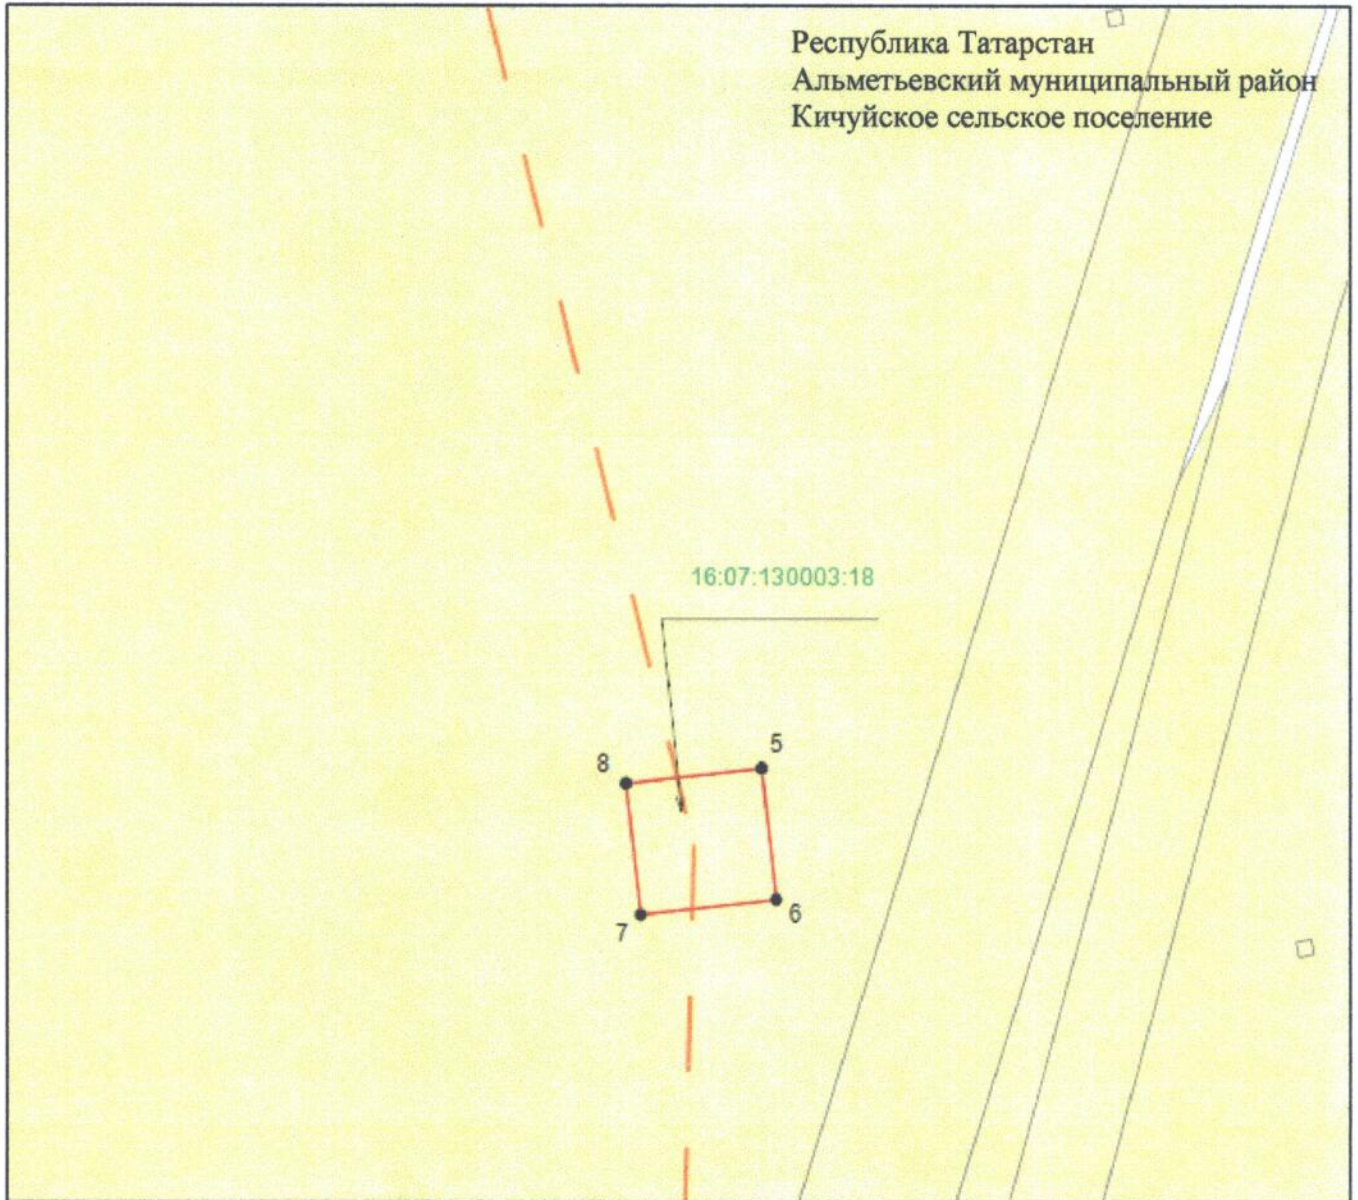 Республика Татарстан
Альметьевский муниципальный район
Кичуйское сельское поселение
16:07:130003:18
5
8
6
7